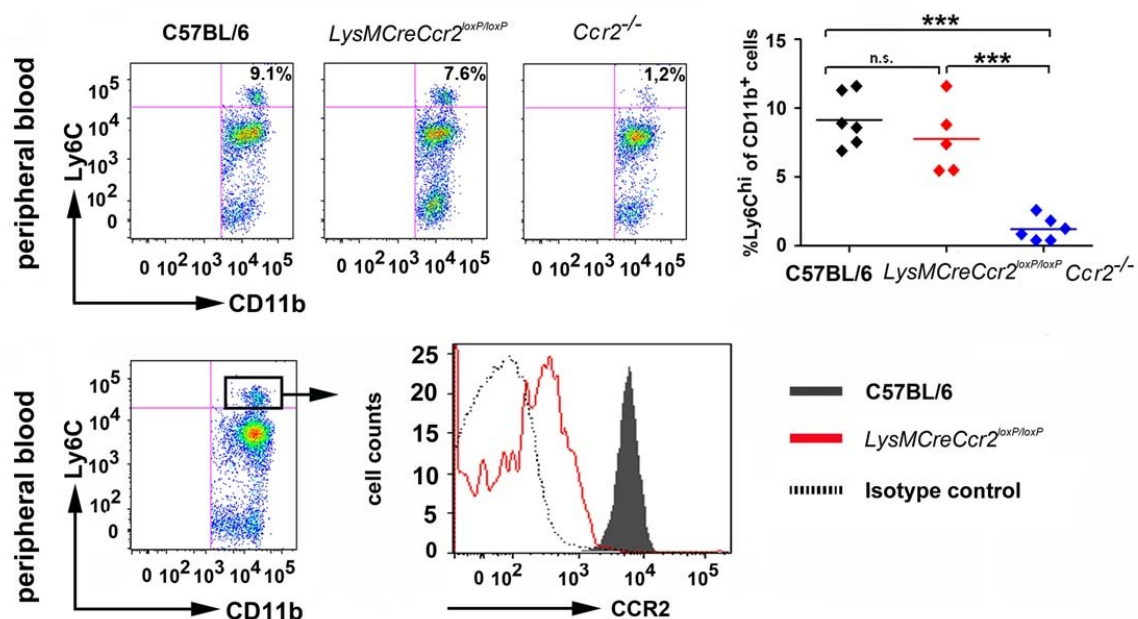 C57BL/6
LysMCreCcr2loxP/loxP
Ccr2-/-
peripheral blood
Ly6C
10⁵
10⁴
10³
10²
0
9.1%
7.6%
1,2%
0 10² 10³ 10⁴ 10⁵
0 10² 10³ 10⁴ 10⁵
0 10² 10³ 10⁴ 10⁵
CD11b
%Ly6Chi of CD11b+ cells
15
10
5
0
***
n.s.
***
C57BL/6
LysMCreCcr2loxP/loxP
Ccr2-/-
peripheral blood
Ly6C
10⁵
10⁴
10³
10²
0
0 10² 10³ 10⁴ 10⁵
CD11b
cell counts
25
20
15
10
5
0
0 10² 10³ 10⁴ 10⁵
CCR2
C57BL/6
LysMCreCcr2loxP/loxP
Isotype control